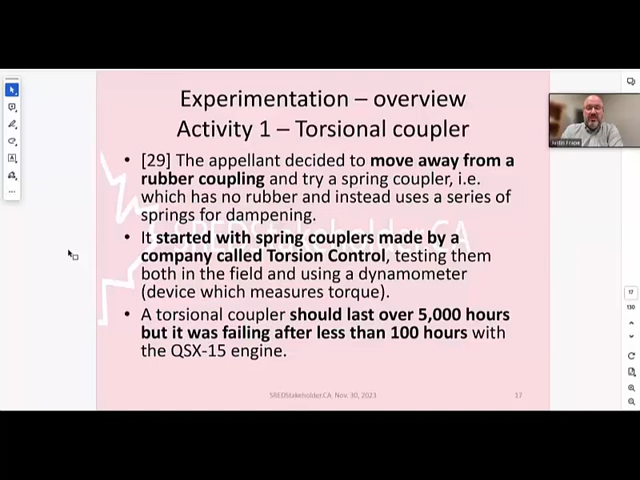 Experimentation – overview
Activity 1 – Torsional coupler
• [29] The appellant decided to move away from a
rubber coupling and try a spring coupler, i.e.
which has no rubber and instead uses a series of
springs for dampening.
• It started with spring couplers made by a
company called Torsion Control, testing them
both in the field and using a dynamometer
(device which measures torque).
• A torsional coupler should last over 5,000 hours
but it was failing after less than 100 hours with
the QSX-15 engine.
SREDStakeholder.CA
SREDStakeholder.CA. Nov. 30, 2023
17
Justin Frape
17
130